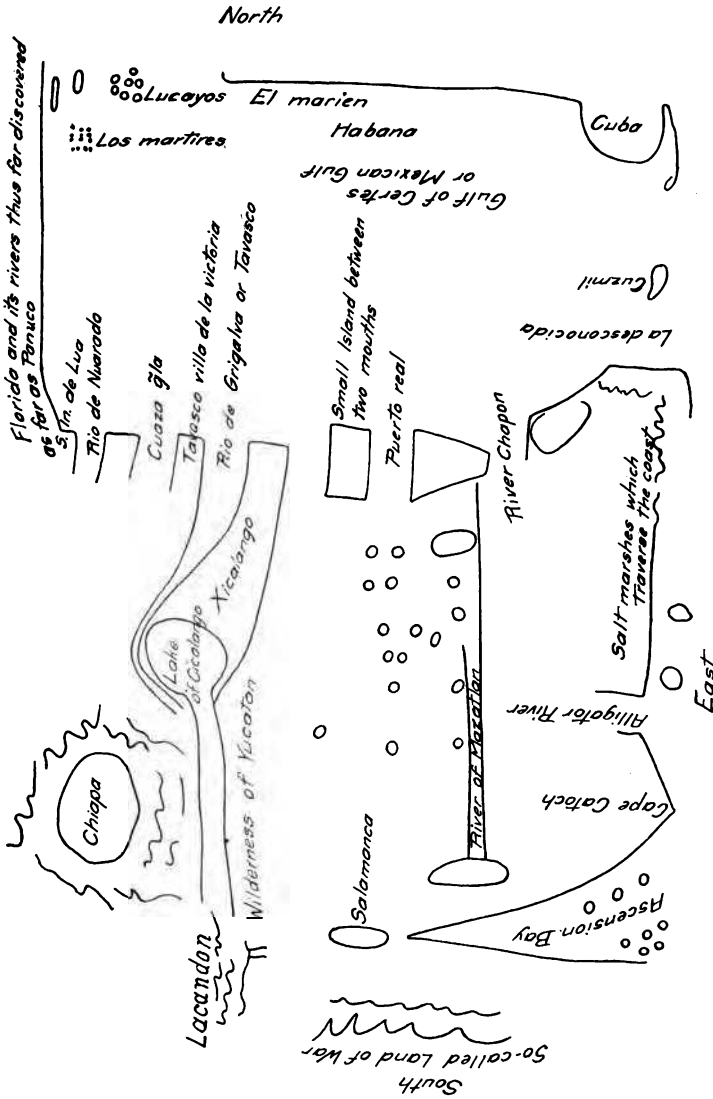 North
Florida and its rivers thus far discovered
as far as Panuco
S. In. de Lua
Rio de Nuarado
Lucayos
El marien
Cuba
Los martires
Habana
Gulf of Certes
or Mexican Gulf
Cuaza g̃la
Tavasco villa de la victoria
Rio de Grigalva or Tavasco
Small Island between
two mouths
Puerto real
Cuzmil
La desconocida
River Chapon
Xicalango
Lake
of Cicalango
Salt marshes which
traverse the coast
East
Alligator River
Chiapa
Wilderness of Yucatan
River of Mazatlan
Cape Catoch
Salamanca
Ascension Bay
Lacandon
South
So-called Land of War